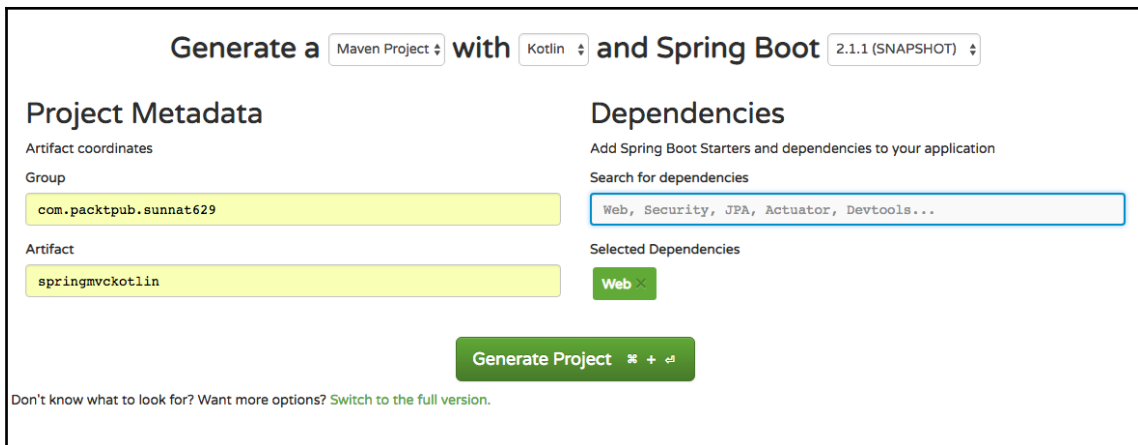 Generate a Maven Project with Kotlin and Spring Boot 2.1.1 (SNAPSHOT)
Project Metadata
Artifact coordinates
Group
com.packtpub.sunnat629
Artifact
springmvckotlin
Dependencies
Add Spring Boot Starters and dependencies to your application
Search for dependencies
Web, Security, JPA, Actuator, Devtools...
Selected Dependencies
Web ×
Generate Project ⌘ + ⏎
Don't know what to look for? Want more options? Switch to the full version.